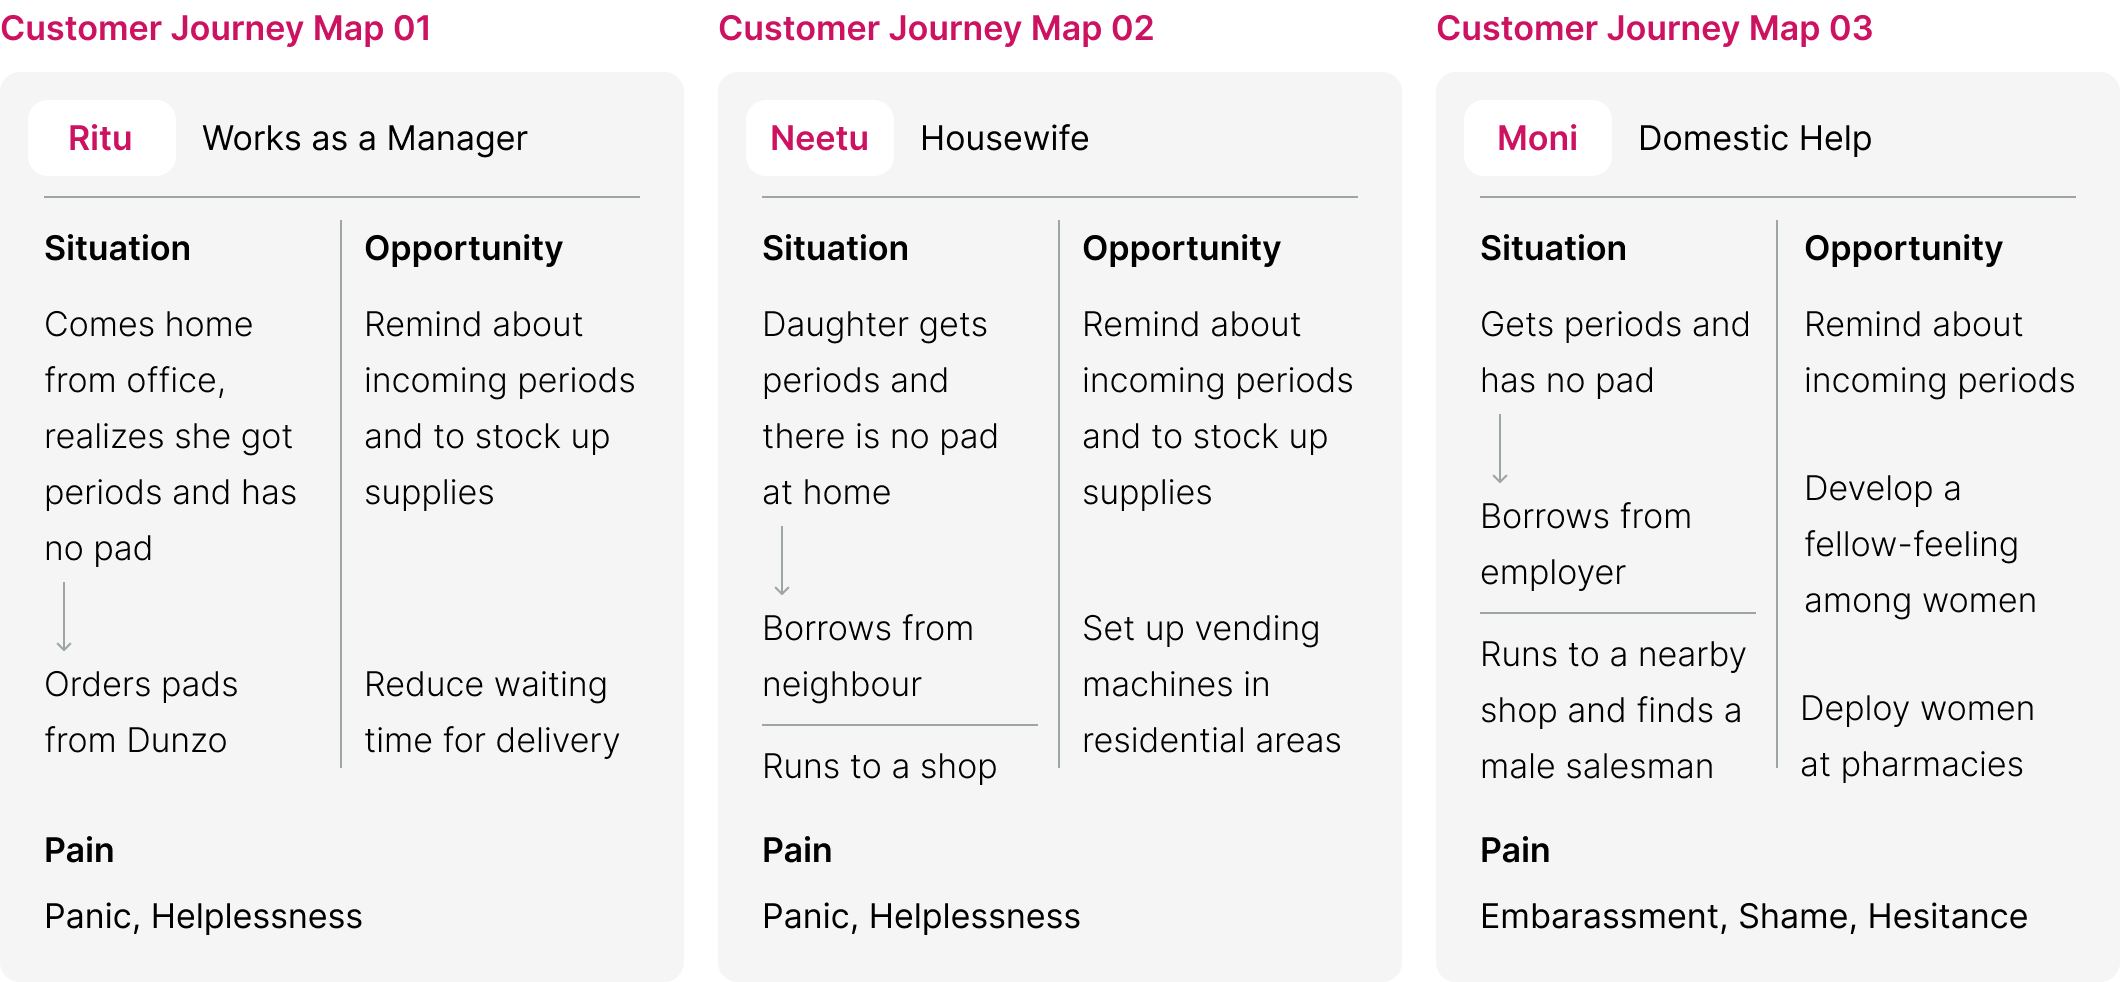 Customer Journey Map 01
Ritu
Works as a Manager
Situation
Comes home
from office,
realizes she got
periods and has
no pad
Orders pads
from Dunzo
Opportunity
Remind about
incoming periods
and to stock up
supplies
Reduce waiting
time for delivery
Pain
Panic, Helplessness
Customer Journey Map 02
Neetu
Housewife
Situation
Daughter gets
periods and
there is no pad
at home
Borrows from
neighbour
Runs to a shop
Opportunity
Remind about
incoming periods
and to stock up
supplies
Set up vending
machines in
residential areas
Pain
Panic, Helplessness
Customer Journey Map 03
Moni
Domestic Help
Situation
Gets periods and
has no pad
Borrows from
employer
Runs to a nearby
shop and finds a
male salesman
Opportunity
Remind about
incoming periods
Develop a
fellow-feeling
among women
Deploy women
at pharmacies
Pain
Embarassment, Shame, Hesitance